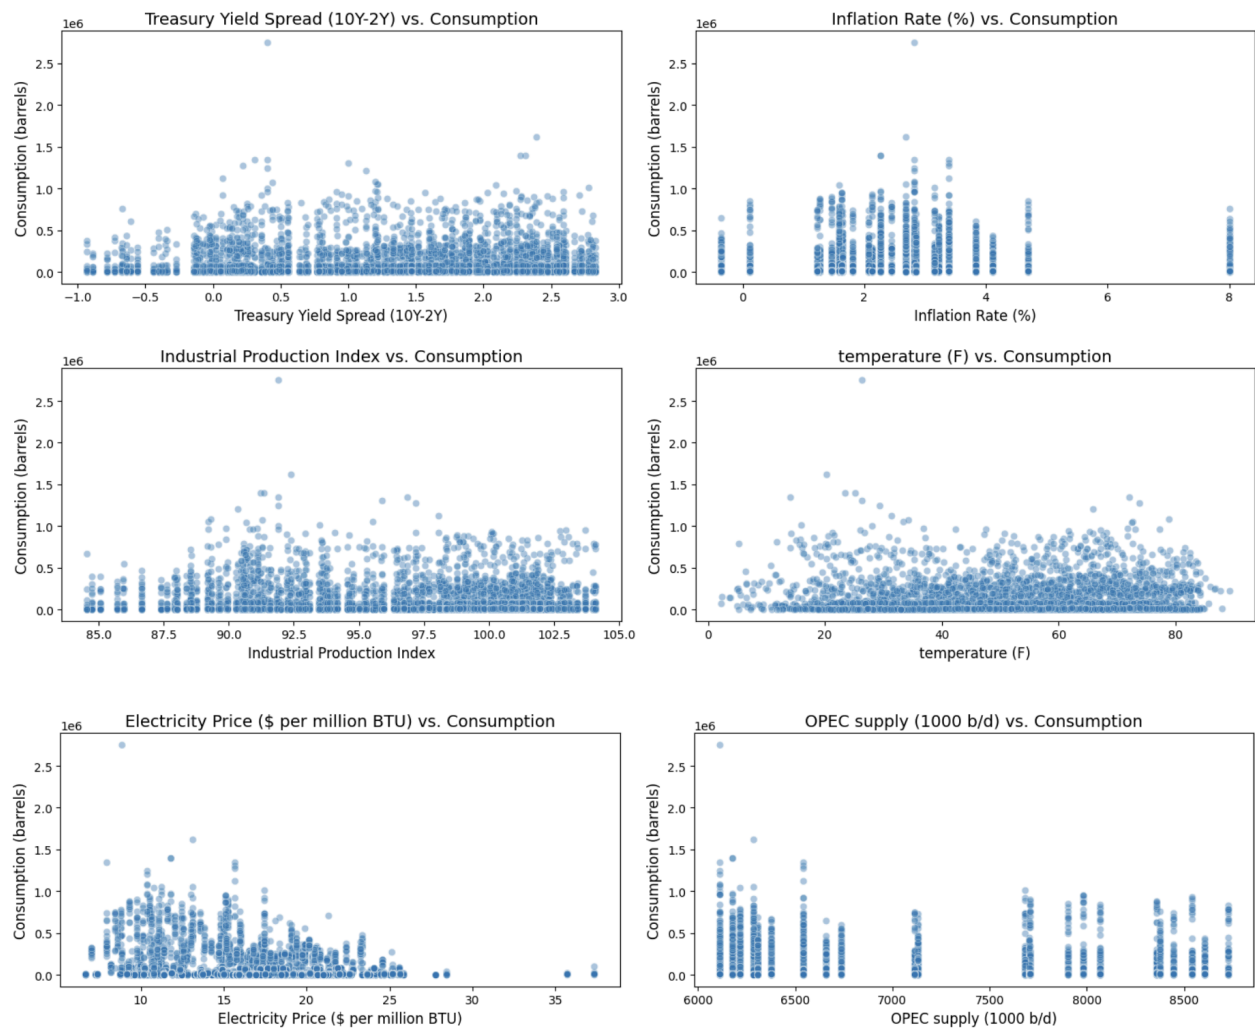 Treasury Yield Spread (10Y-2Y) vs. Consumption
1e6
2.5
2.0
1.5
1.0
0.5
0.0
Consumption (barrels)
−1.0 −0.5 0.0 0.5 1.0 1.5 2.0 2.5 3.0
Treasury Yield Spread (10Y-2Y)
Inflation Rate (%) vs. Consumption
1e6
2.5
2.0
1.5
1.0
0.5
0.0
Consumption (barrels)
0 2 4 6 8
Inflation Rate (%)
Industrial Production Index vs. Consumption
1e6
2.5
2.0
1.5
1.0
0.5
0.0
Consumption (barrels)
85.0 87.5 90.0 92.5 95.0 97.5 100.0 102.5 105.0
Industrial Production Index
temperature (F) vs. Consumption
1e6
2.5
2.0
1.5
1.0
0.5
0.0
Consumption (barrels)
0 20 40 60 80
temperature (F)
Electricity Price ($ per million BTU) vs. Consumption
1e6
2.5
2.0
1.5
1.0
0.5
0.0
Consumption (barrels)
10 15 20 25 30 35
Electricity Price ($ per million BTU)
OPEC supply (1000 b/d) vs. Consumption
1e6
2.5
2.0
1.5
1.0
0.5
0.0
Consumption (barrels)
6000 6500 7000 7500 8000 8500
OPEC supply (1000 b/d)